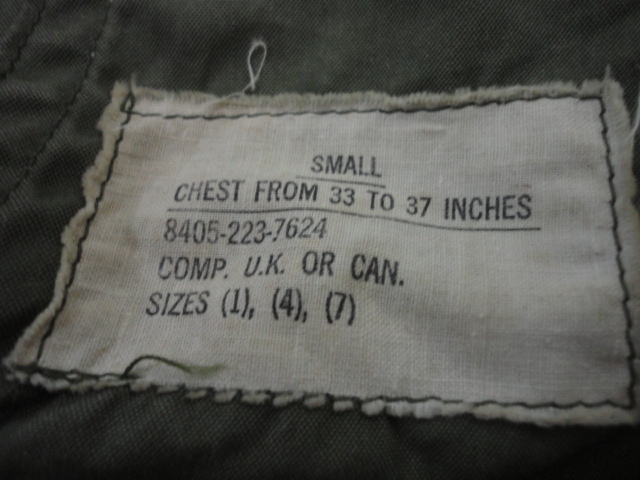 SMALL
CHEST FROM 33 TO 37 INCHES
8405-223-7624
COMP. U.K. OR CAN.
SIZES (1), (4), (7)